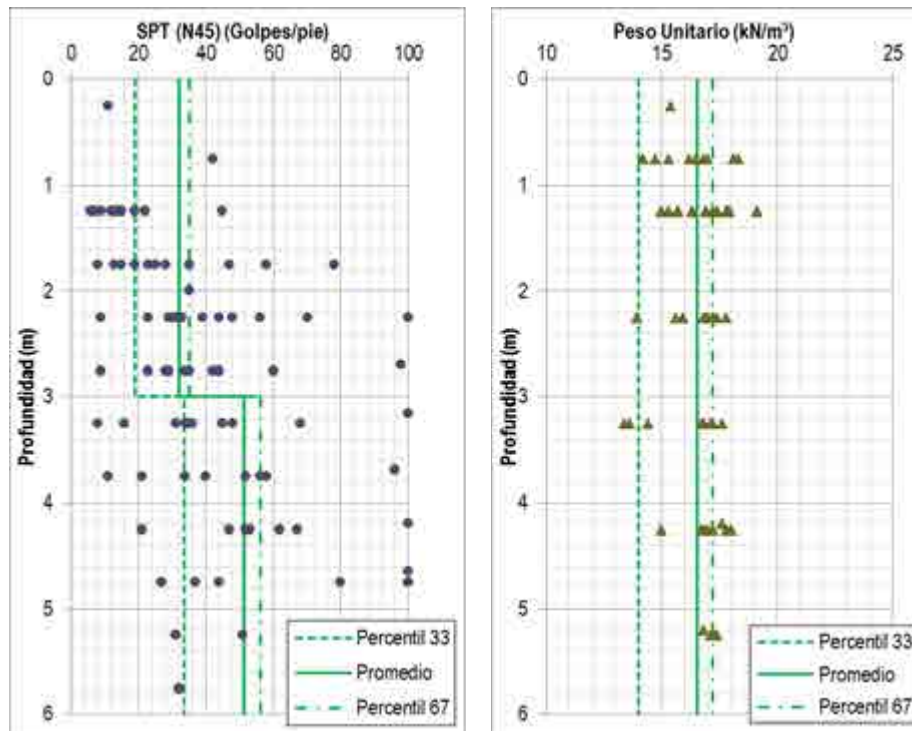 SPT (N45) (Golpes/pie)
0 20 40 60 80 100
Profundidad (m)
0
1
2
3
4
5
6
Percentil 33
Promedio
Percentil 67
Peso Unitario (kN/m³)
10 15 20 25
Profundidad (m)
0
1
2
3
4
5
6
Percentil 33
Promedio
Percentil 67